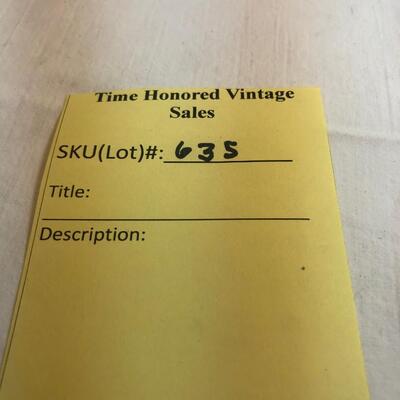 Time Honored Vintage
Sales
SKU(Lot)#: 635
Title:
Description: